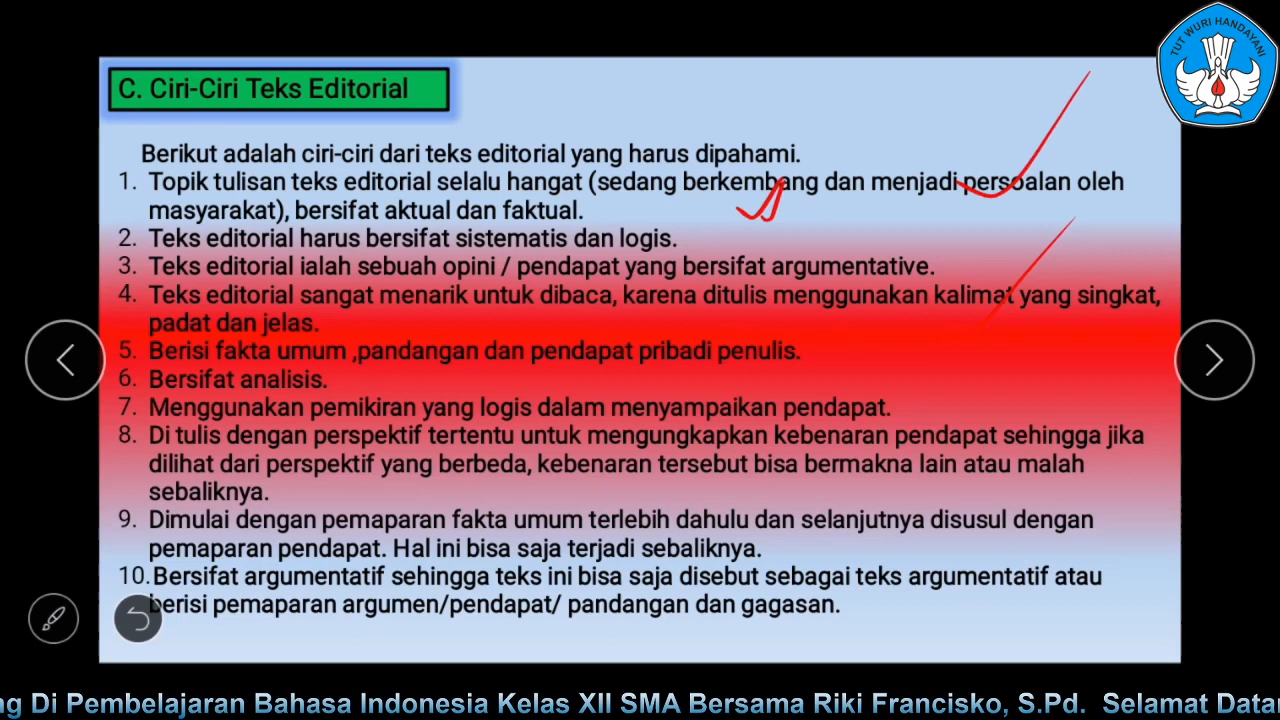 TUT WURI HANDAYANI
C. Ciri-Ciri Teks Editorial
Berikut adalah ciri-ciri dari teks editorial yang harus dipahami.
1. Topik tulisan teks editorial selalu hangat (sedang berkembang dan menjadi persoalan oleh
masyarakat), bersifat aktual dan faktual.
2. Teks editorial harus bersifat sistematis dan logis.
3. Teks editorial ialah sebuah opini / pendapat yang bersifat argumentative.
4. Teks editorial sangat menarik untuk dibaca, karena ditulis menggunakan kalimat yang singkat,
padat dan jelas.
5. Berisi fakta umum ,pandangan dan pendapat pribadi penulis.
6. Bersifat analisis.
7. Menggunakan pemikiran yang logis dalam menyampaikan pendapat.
8. Di tulis dengan perspektif tertentu untuk mengungkapkan kebenaran pendapat sehingga jika
dilihat dari perspektif yang berbeda, kebenaran tersebut bisa bermakna lain atau malah
sebaliknya.
9. Dimulai dengan pemaparan fakta umum terlebih dahulu dan selanjutnya disusul dengan
pemaparan pendapat. Hal ini bisa saja terjadi sebaliknya.
10. Bersifat argumentatif sehingga teks ini bisa saja disebut sebagai teks argumentatif atau
berisi pemaparan argumen/pendapat/ pandangan dan gagasan.
ng Di Pembelajaran Bahasa Indonesia Kelas XII SMA Bersama Riki Francisko, S.Pd. Selamat Data